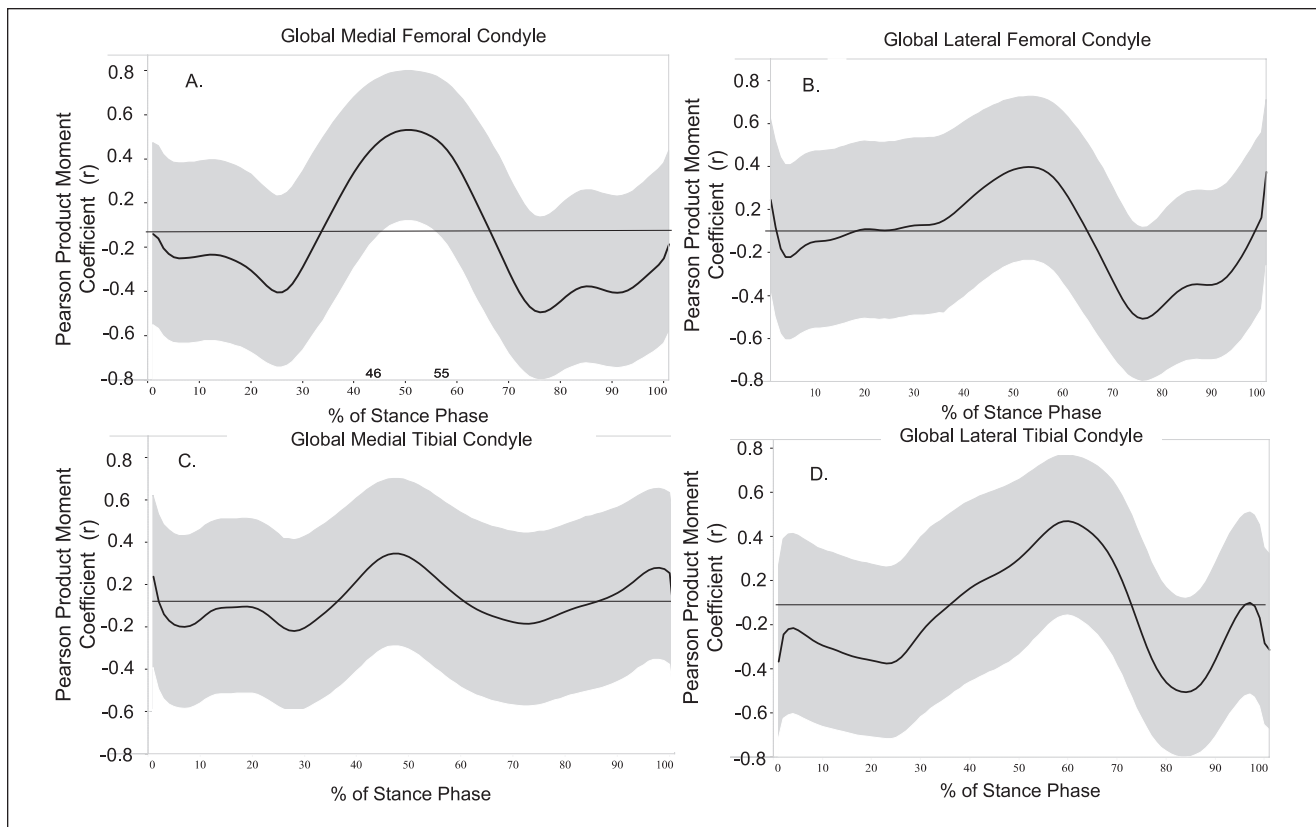 Global Medial Femoral Condyle
A.
Pearson Product Moment
Coefficient (r)
0.8
0.6
0.4
0.2
-0.2
-0.4
-0.6
-0.8
46
55
0 10 20 30 40 50 60 70 80 90 100
% of Stance Phase
Global Lateral Femoral Condyle
B.
Pearson Product Moment
Coefficient (r)
0.8
0.6
0.4
0.2
-0.2
-0.4
-0.6
-0.8
10 20 30 40 50 60 70 80 90 100
% of Stance Phase
Global Medial Tibial Condyle
C.
Pearson Product Moment
Coefficient (r)
0.8
0.6
0.4
0.2
-0.2
-0.4
-0.6
-0.8
0 10 20 30 40 50 60 70 80 90 100
% of Stance Phase
Global Lateral Tibial Condyle
D.
Pearson Product Moment
Coefficient (r)
0.8
0.6
0.4
0.2
-0.2
-0.4
-0.6
-0.8
0 10 20 30 40 50 60 70 80 90 100
% of Stance Phase